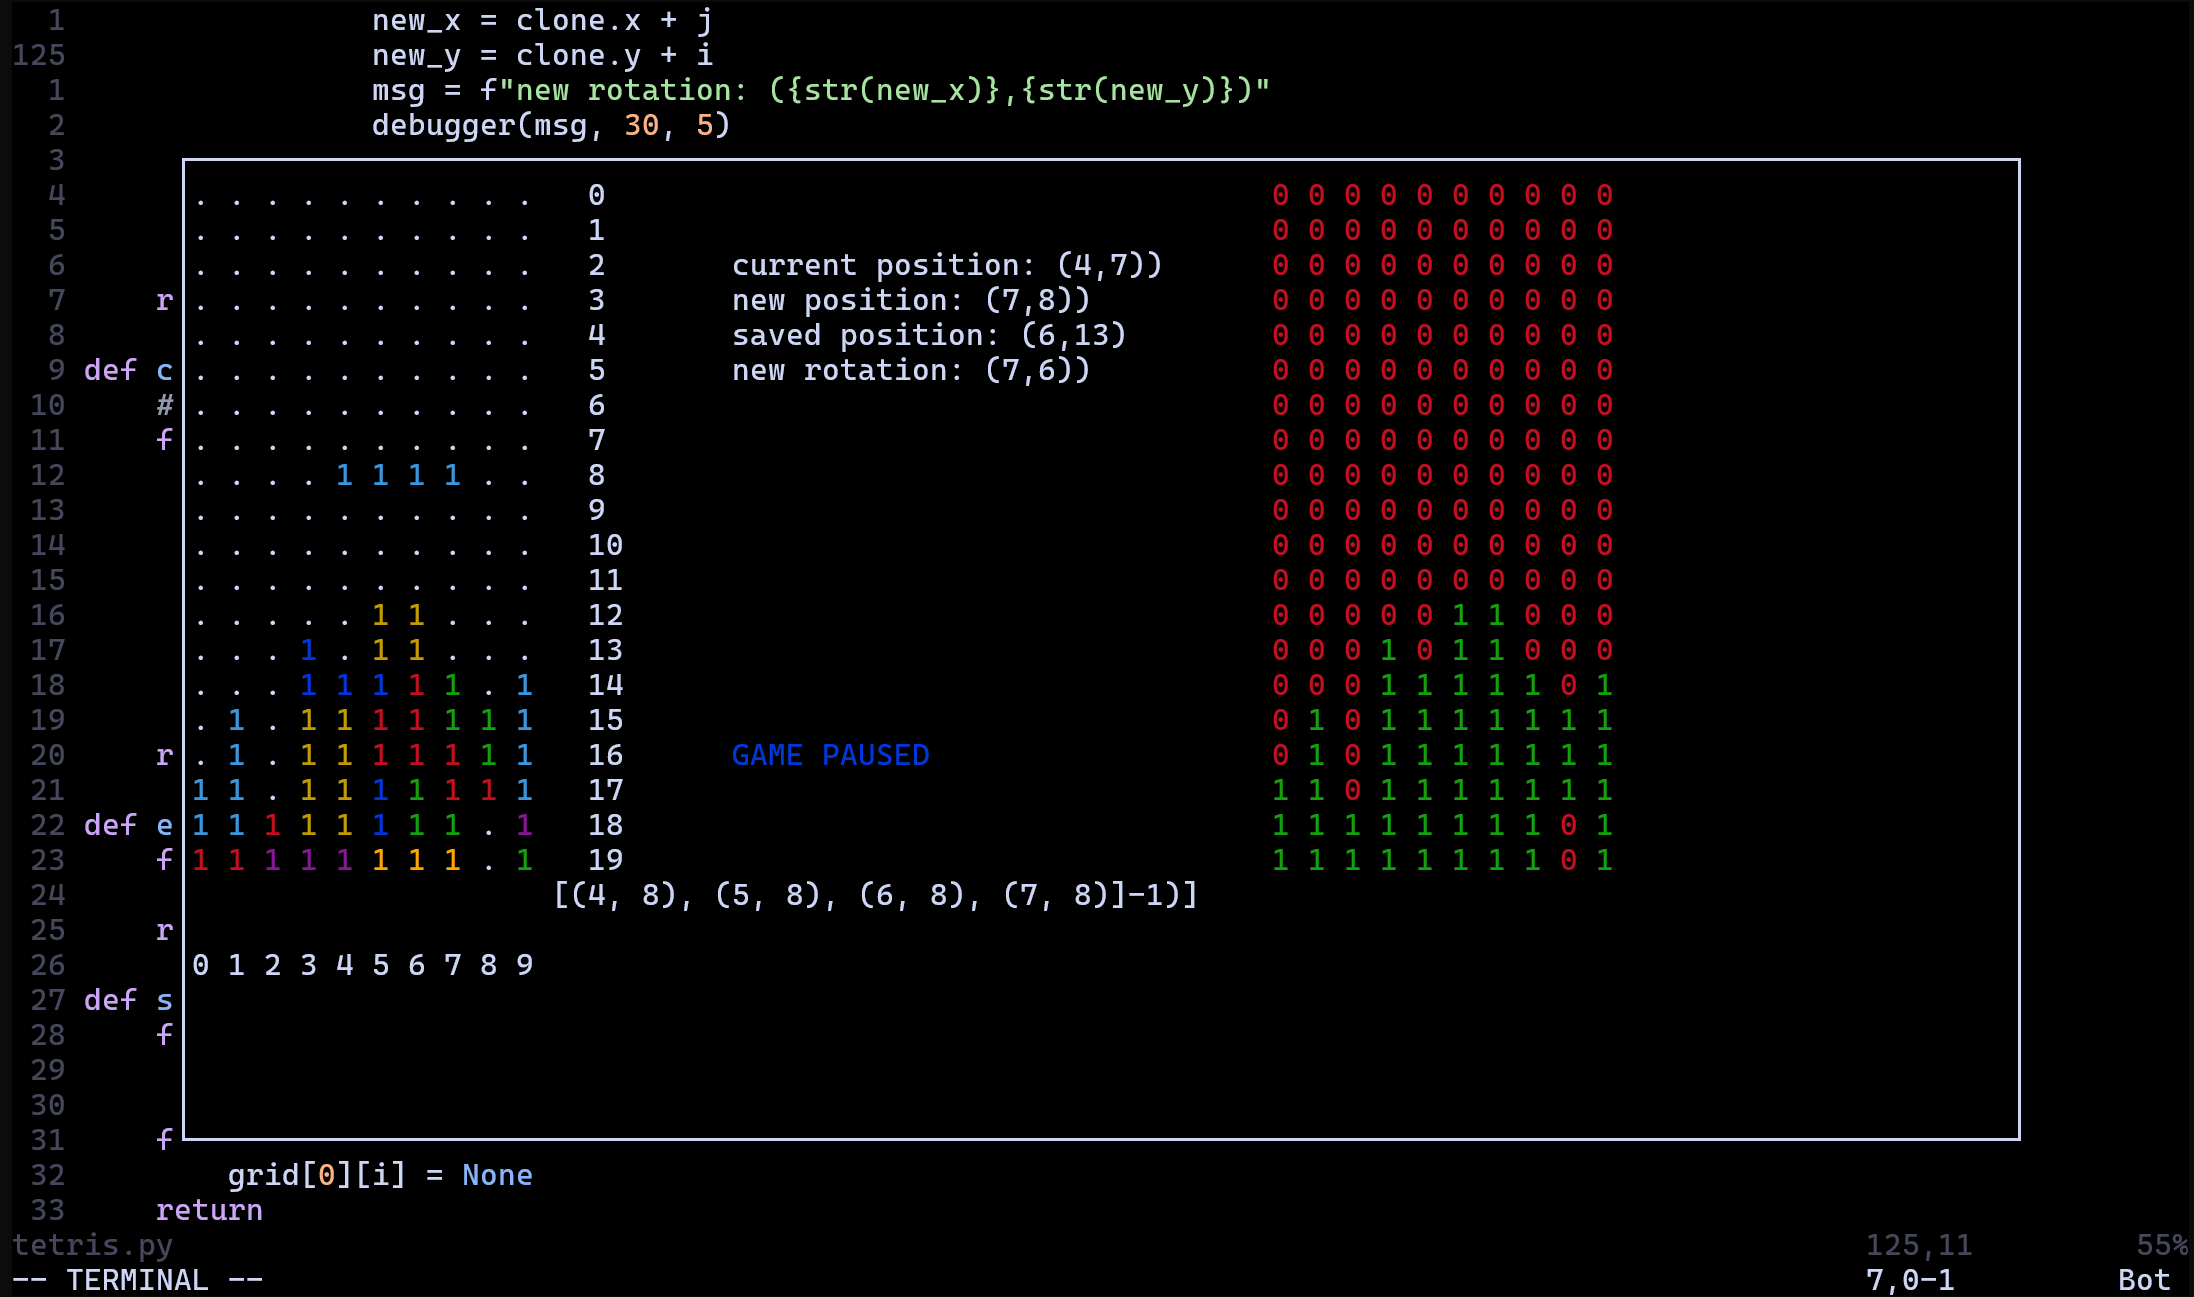 1                 new_x = clone.x + j
125                 new_y = clone.y + i
1                 msg = f"new rotation: ({str(new_x)},{str(new_y)})"
2                 debugger(msg, 30, 5)
3
4 . . . . . . . . . . 0 0 0 0 0 0 0 0 0 0 0
5 . . . . . . . . . . 1 0 0 0 0 0 0 0 0 0 0
6 . . . . . . . . . . 2 current position: (4,7)) 0 0 0 0 0 0 0 0 0 0
7 r . . . . . . . . . . 3 new position: (7,8)) 0 0 0 0 0 0 0 0 0 0
8 . . . . . . . . . . 4 saved position: (6,13) 0 0 0 0 0 0 0 0 0 0
9 def c . . . . . . . . . . 5 new rotation: (7,6)) 0 0 0 0 0 0 0 0 0 0
10 # . . . . . . . . . . 6 0 0 0 0 0 0 0 0 0 0
11 f . . . . . . . . . . 7 0 0 0 0 0 0 0 0 0 0
12 . . . . 1 1 1 1 . . 8 0 0 0 0 0 0 0 0 0 0
13 . . . . . . . . . . 9 0 0 0 0 0 0 0 0 0 0
14 . . . . . . . . . . 10 0 0 0 0 0 0 0 0 0 0
15 . . . . . . . . . . 11 0 0 0 0 0 0 0 0 0 0
16 . . . . . 1 1 . . . 12 0 0 0 0 0 1 1 0 0 0
17 . . . 1 . 1 1 . . . 13 0 0 0 1 0 1 1 0 0 0
18 . . . 1 1 1 1 1 . 1 14 0 0 0 1 1 1 1 1 0 1
19 . 1 . 1 1 1 1 1 1 1 15 0 1 0 1 1 1 1 1 1 1
20 r . 1 . 1 1 1 1 1 1 1 16 GAME PAUSED 0 1 0 1 1 1 1 1 1 1
21 1 1 . 1 1 1 1 1 1 1 17 1 1 0 1 1 1 1 1 1 1
22 def e 1 1 1 1 1 1 1 1 . 1 18 1 1 1 1 1 1 1 1 0 1
23 f 1 1 1 1 1 1 1 1 . 1 19 1 1 1 1 1 1 1 1 0 1
24 [(4, 8), (5, 8), (6, 8), (7, 8)]-1)]
25 r
26 0 1 2 3 4 5 6 7 8 9
27 def s
28 f
29
30
31 f
32 grid[0][i] = None
33 return
tetris.py 125,11 55%
-- TERMINAL -- 7,0-1 Bot